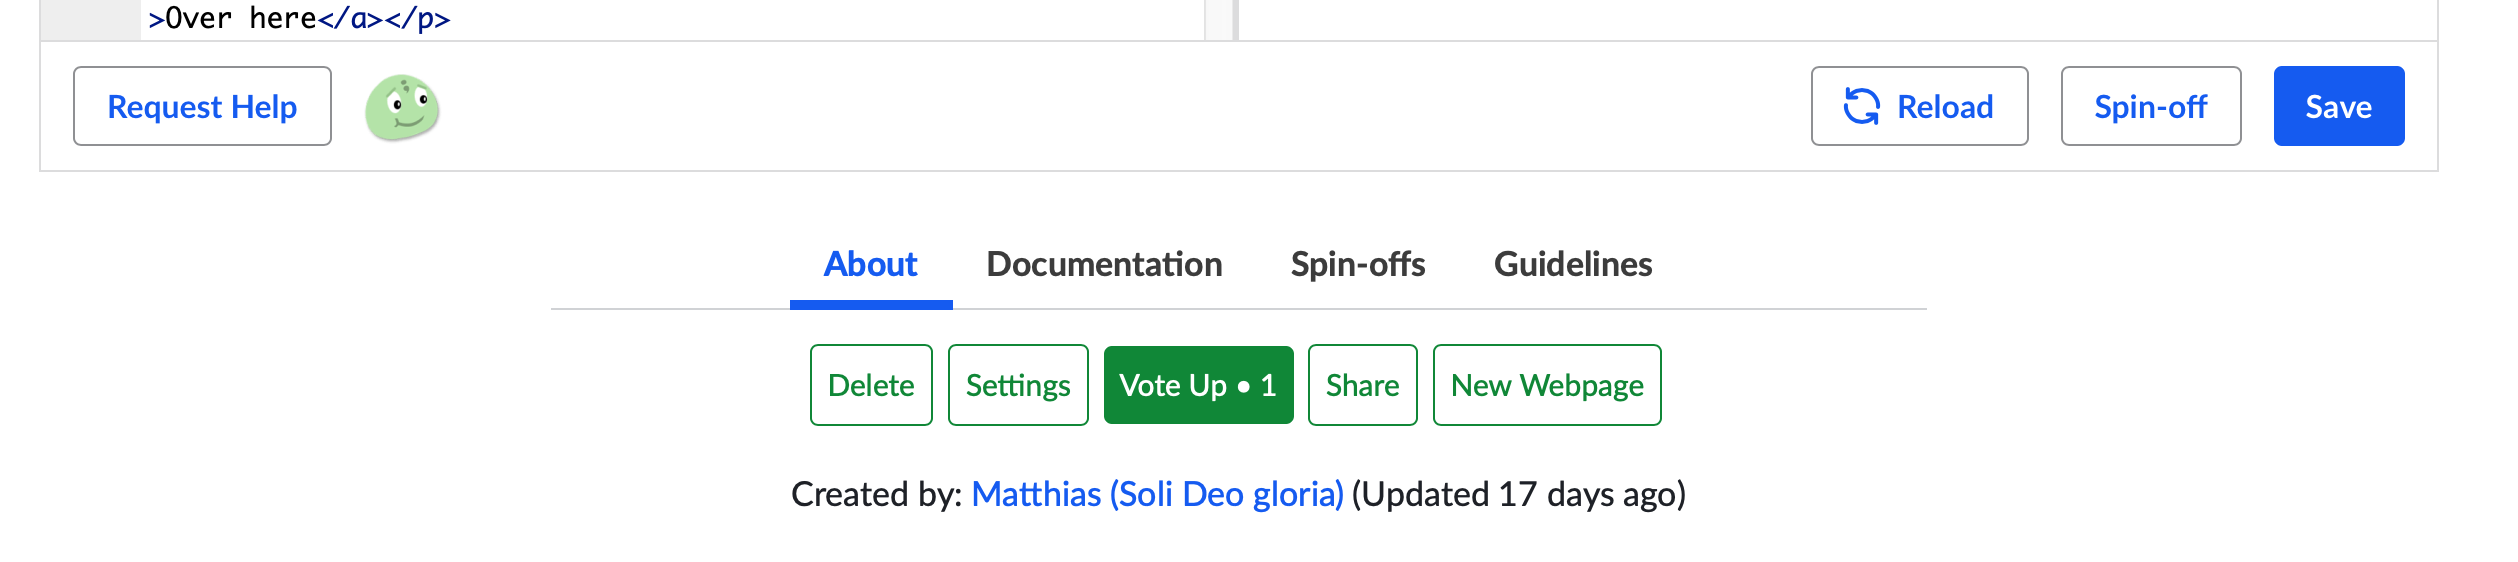 >Over here</a></p>
Request Help Reload Spin-off Save
About Documentation Spin-offs Guidelines
Delete Settings Vote Up • 1 Share New Webpage
Created by: Matthias (Soli Deo gloria) (Updated 17 days ago)